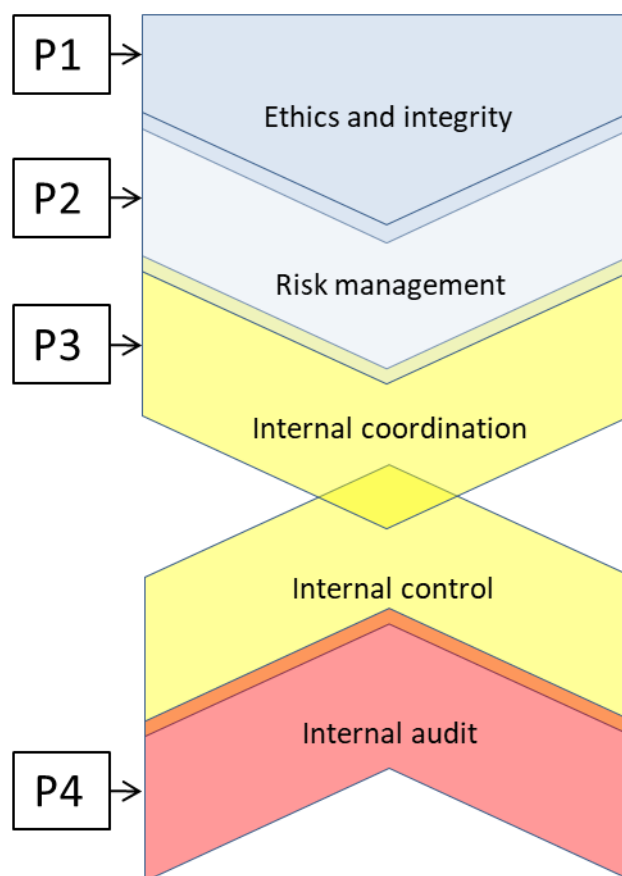 P1
Ethics and integrity
P2
Risk management
P3
Internal coordination
Internal control
Internal audit
P4